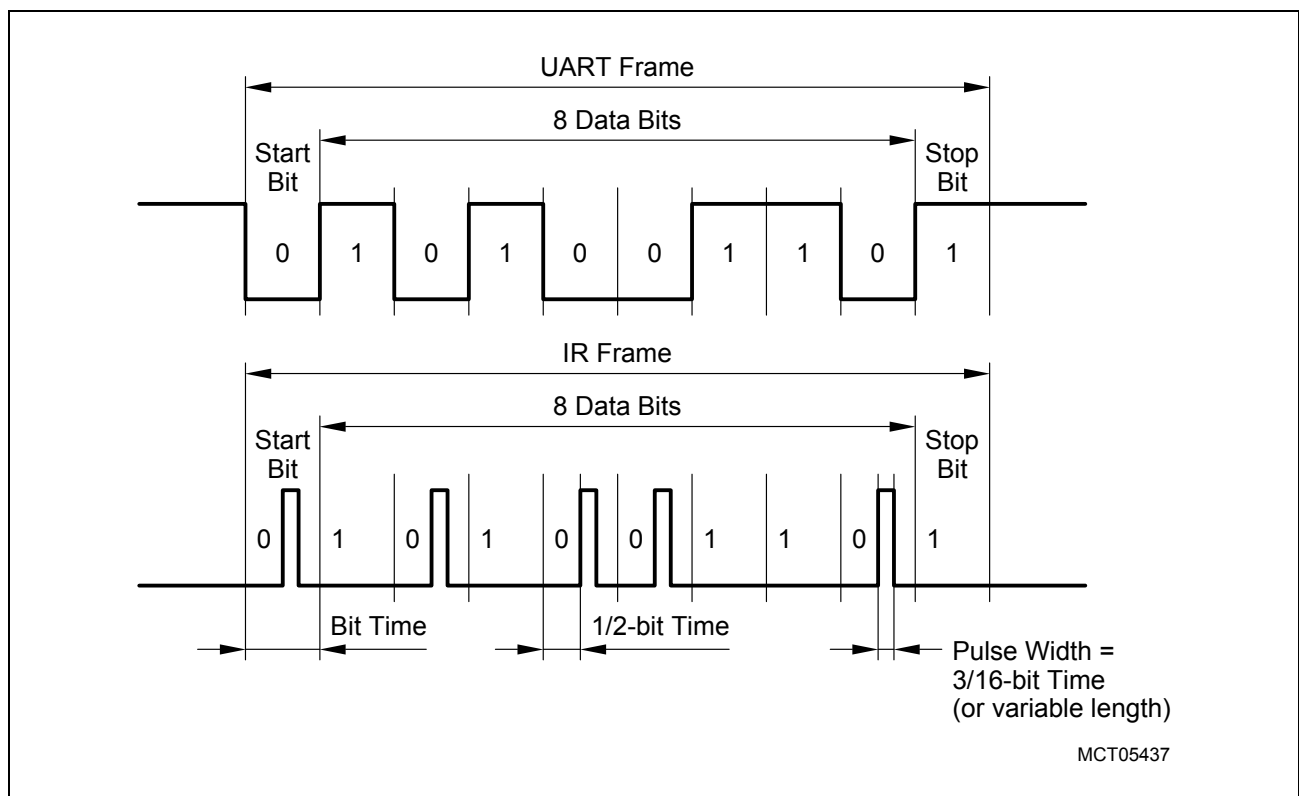 UART Frame
8 Data Bits
Start
Bit
Stop
Bit
0 1 0 1 0 0 1 1 0 1
IR Frame
8 Data Bits
Start
Bit
Stop
Bit
0 1 0 1 0 0 1 1 0 1
Bit Time
1/2-bit Time
Pulse Width =
3/16-bit Time
(or variable length)
MCT05437